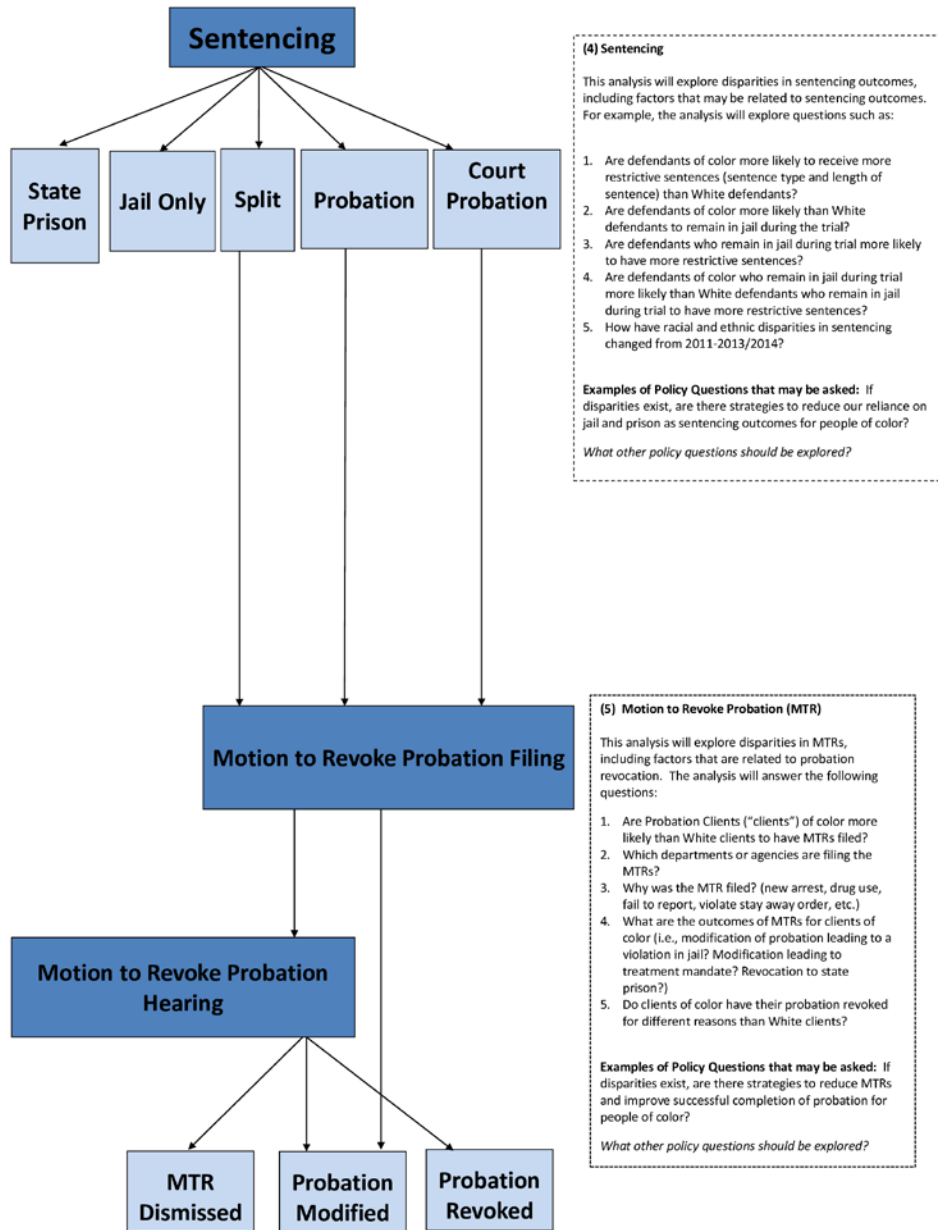 Sentencing
State
Prison
Jail Only
Split
Probation
Court
Probation
(4) Sentencing
This analysis will explore disparities in sentencing outcomes,
including factors that may be related to sentencing outcomes.
For example, the analysis will explore questions such as:
1. Are defendants of color more likely to receive more
restrictive sentences (sentence type and length of
sentence) than White defendants?
2. Are defendants of color more likely than White
defendants to remain in jail during the trial?
3. Are defendants who remain in jail during trial more likely
to have more restrictive sentences?
4. Are defendants of color who remain in jail during trial
more likely than White defendants who remain in jail
during trial to have more restrictive sentences?
5. How have racial and ethnic disparities in sentencing
changed from 2011-2013/2014?
Examples of Policy Questions that may be asked: If
disparities exist, are there strategies to reduce our reliance on
jail and prison as sentencing outcomes for people of color?
What other policy questions should be explored?
Motion to Revoke Probation Filing
Motion to Revoke Probation
Hearing
MTR
Dismissed
Probation
Modified
Probation
Revoked
(5) Motion to Revoke Probation (MTR)
This analysis will explore disparities in MTRs,
including factors that are related to probation
revocation. The analysis will answer the following
questions:
1. Are Probation Clients (“clients”) of color more
likely than White clients to have MTRs filed?
2. Which departments or agencies are filing the
MTRs?
3. Why was the MTR filed? (new arrest, drug use,
fail to report, violate stay away order, etc.)
4. What are the outcomes of MTRs for clients of
color (i.e., modification of probation leading to a
violation in jail? Modification leading to
treatment mandate? Revocation to state
prison?)
5. Do clients of color have their probation revoked
for different reasons than White clients?
Examples of Policy Questions that may be asked: If
disparities exist, are there strategies to reduce MTRs
and improve successful completion of probation for
people of color?
What other policy questions should be explored?